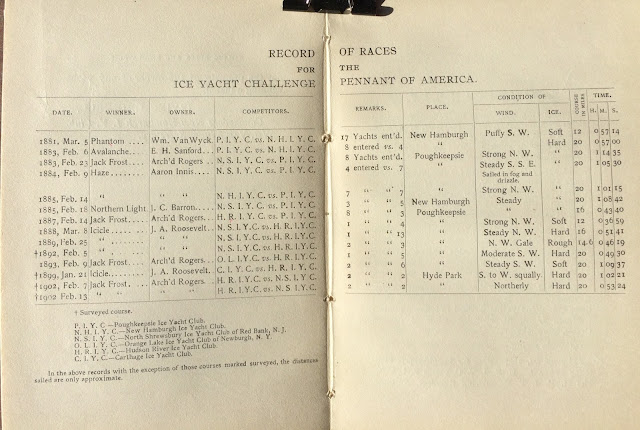 RECORD
FOR
ICE YACHT CHALLENGE
DATE. WINNER. OWNER. COMPETITORS.
1881, Mar. 5 Phantom .... Wm. VanWyck. P. I. Y. C. vs. N. H. I. Y. C.
1883, Feb. 6 Avalanche... E. H. Sanford... P. I. Y. C. vs. N. H. I. Y. C.
1883, Feb. 23 Jack Frost... Arch'd Rogers .. N. S. I. Y. C. vs. P. I. Y. C.
1884, Feb. 9 Haze........ Aaron Innis.... N. S. I. Y. C. vs. P. I. Y. C.
1885, Feb. 14 “ “ N. H. I. Y. C. vs. P. I. Y. C.
1885, Feb. 18 Northern Light I. C. Barron... N. S. I. Y. C. vs. P. I. Y. C.
1887, Feb. 14 Jack Frost... Arch'd Rogers... H. R. I. Y. C. vs. P. I. Y. C.
1888, Mar. 8 Icicle....... J. A. Roosevelt.. N. S. I. Y. C. vs. H. R. I. Y. C.
1889, Feb. 25 “ “ N. S. I. Y. C. vs. H. R. I. Y. C.
†1892, Feb. 5 “ “ N. S. I. Y. C. vs. H. R. I. Y. C.
1893, Feb. 9 Jack Frost... Arch'd Rogers... O. L. I. Y. C. vs. H. R. I. Y. C.
1899, Jan. 21 Icicle....... J. A. Roosevelt. C. I. Y. C. vs. H. R. I. Y. C.
†1902, Feb. 7 Jack Frost... Arch'd Rogers... H. R. I. Y. C. vs. N. S. I. Y. C.
†1902 Feb. 13 “ “ H. R. I. Y. C. vs. N. S. I. Y. C.
† Surveyed course.
P. I. Y. C.—Poughkeepsie Ice Yacht Club.
N. H. I. Y. C.—New Hamburgh Ice Yacht Club.
N. S. I. Y. C.—North Shrewsbury Ice Yacht Club of Red Bank, N. J.
O. L. I. Y. C.—Orange Lake Ice Yacht Club of Newburgh, N. Y.
H. R. I. Y. C.—Hudson River Ice Yacht Club.
C. I. Y. C.—Carthage Ice Yacht Club.
In the above records with the exception of those courses marked surveyed, the distances
sailed are only approximate.
OF RACES
THE
PENNANT OF AMERICA.
REMARKS. PLACE. CONDITION OF WIND. ICE. COURSE IN MILES TIME. H. M. S.
17 Yachts ent'd. New Hamburgh Puffy S. W. Soft 12 0 57 14
8 entered vs. 4 “ Hard 20 0 57 00
8 Yachts ent'd. Poughkeepsie Strong N. W. “ 20 1 14 35
7 “ “ 4 “ Steady S. S. E. “ 20 1 05 30
Sailed in fog and
drizzle.
7 “ “ 7 “ Strong N. W. “ 20 1 01 15
3 “ “ 5 New Hamburgh Steady “ 20 1 08 42
8 “ “ 3 Poughkeepsie “ 16 0 43 40
1 “ “ 4 “ Strong N. W. Soft 12 0 36 59
1 “ “ 13 “ Steady N. W. Hard 16 0 51 41
2 “ “ 3 “ N. W. Gale Rough 14.6 0 46 19
1 “ “ 5 “ Moderate S. W. Hard 20 0 49 30
2 “ “ 6 “ Steady S. W. Soft 20 1 09 37
2 “ “ 2 Hyde Park S. to W. squally. Hard 20 1 02 21
2 “ “ 2 “ Northerly Hard 20 0 53 24